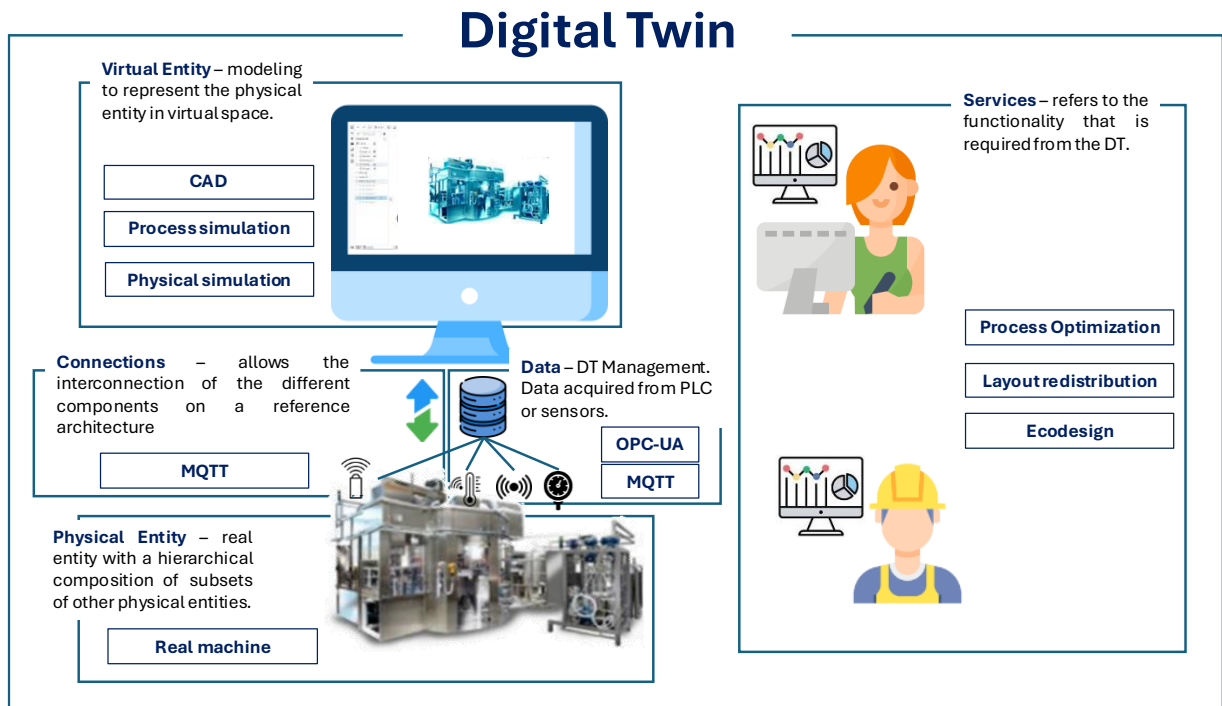 Digital Twin
Virtual Entity – modeling
to represent the physical
entity in virtual space.
CAD
Process simulation
Physical simulation
Connections – allows the
interconnection of the different
components on a reference
architecture
MQTT
Data – DT Management.
Data acquired from PLC
or sensors.
OPC-UA
MQTT
Physical Entity – real
entity with a hierarchical
composition of subsets
of other physical entities.
Real machine
Services – refers to the
functionality that is
required from the DT.
Process Optimization
Layout redistribution
Ecodesign